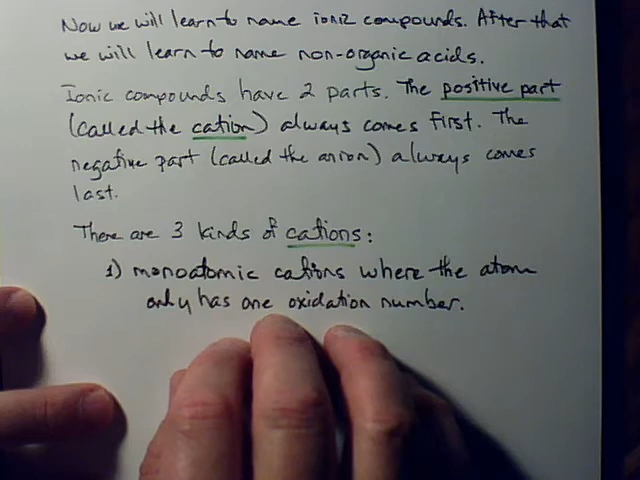 Now we will learn to name ionic compounds. After that
we will learn to name non-organic acids.
Ionic compounds have 2 parts. The positive part
(called the cation) always comes first. The
negative part (called the anion) always comes
last.
There are 3 kinds of cations:
1) monoatomic cations where the atom
only has one oxidation number.